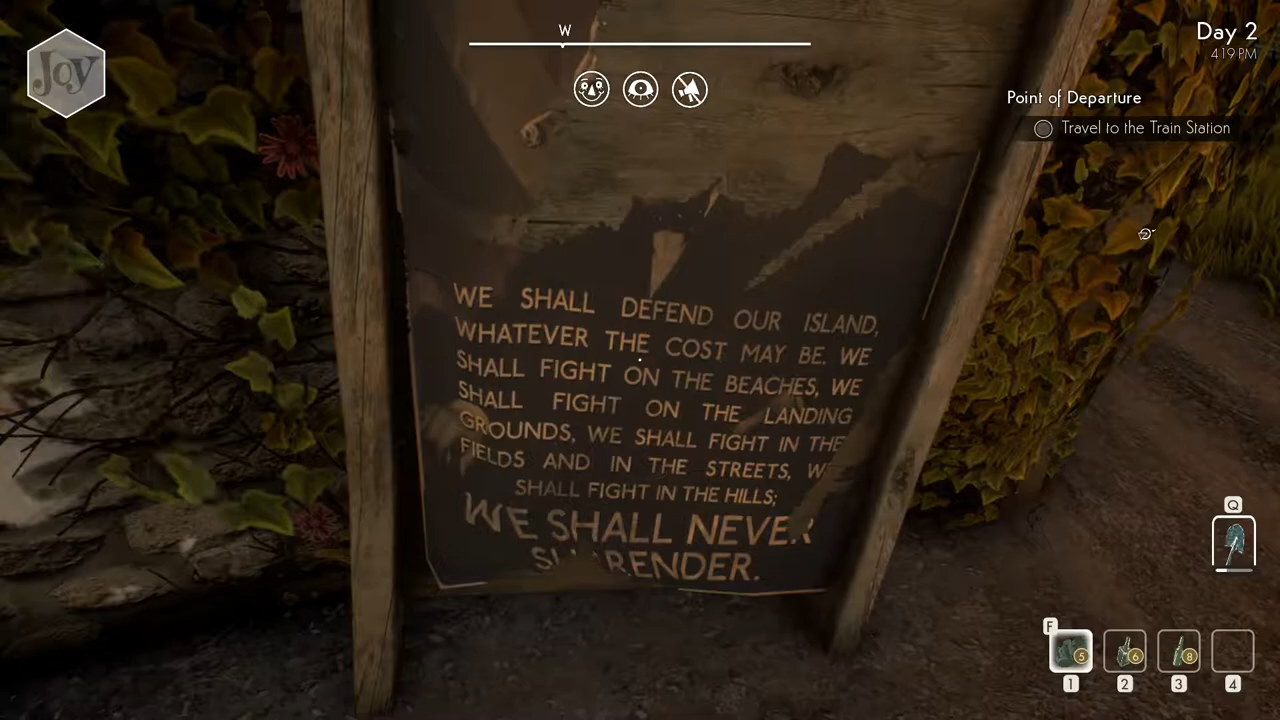 Joy
W
Day 2
4:19 PM
Point of Departure
Travel to the Train Station
WE SHALL DEFEND OUR ISLAND,
WHATEVER THE COST MAY BE. WE
SHALL FIGHT ON THE BEACHES, WE
SHALL FIGHT ON THE LANDING
GROUNDS, WE SHALL FIGHT IN THE
FIELDS AND IN THE STREETS, WE
SHALL FIGHT IN THE HILLS;
WE SHALL NEVER
SURRENDER.
Q
F
5
6
8
1
2
3
4